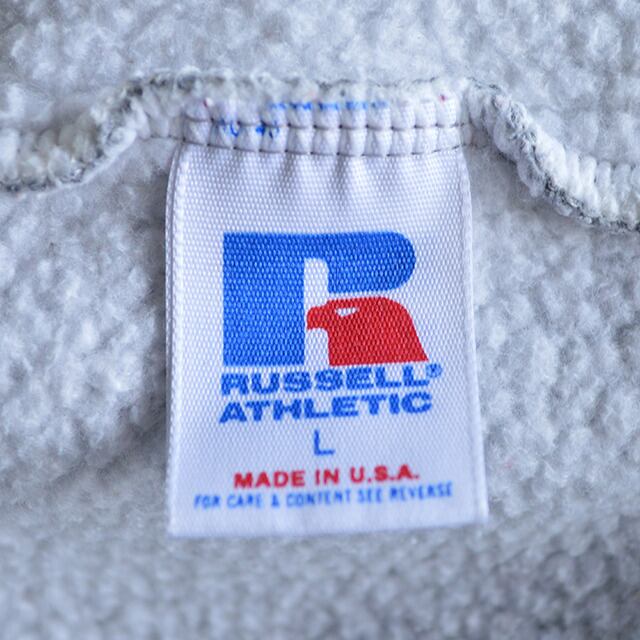 R
RUSSELL®
ATHLETIC
L
MADE IN U.S.A.
FOR CARE & CONTENT SEE REVERSE